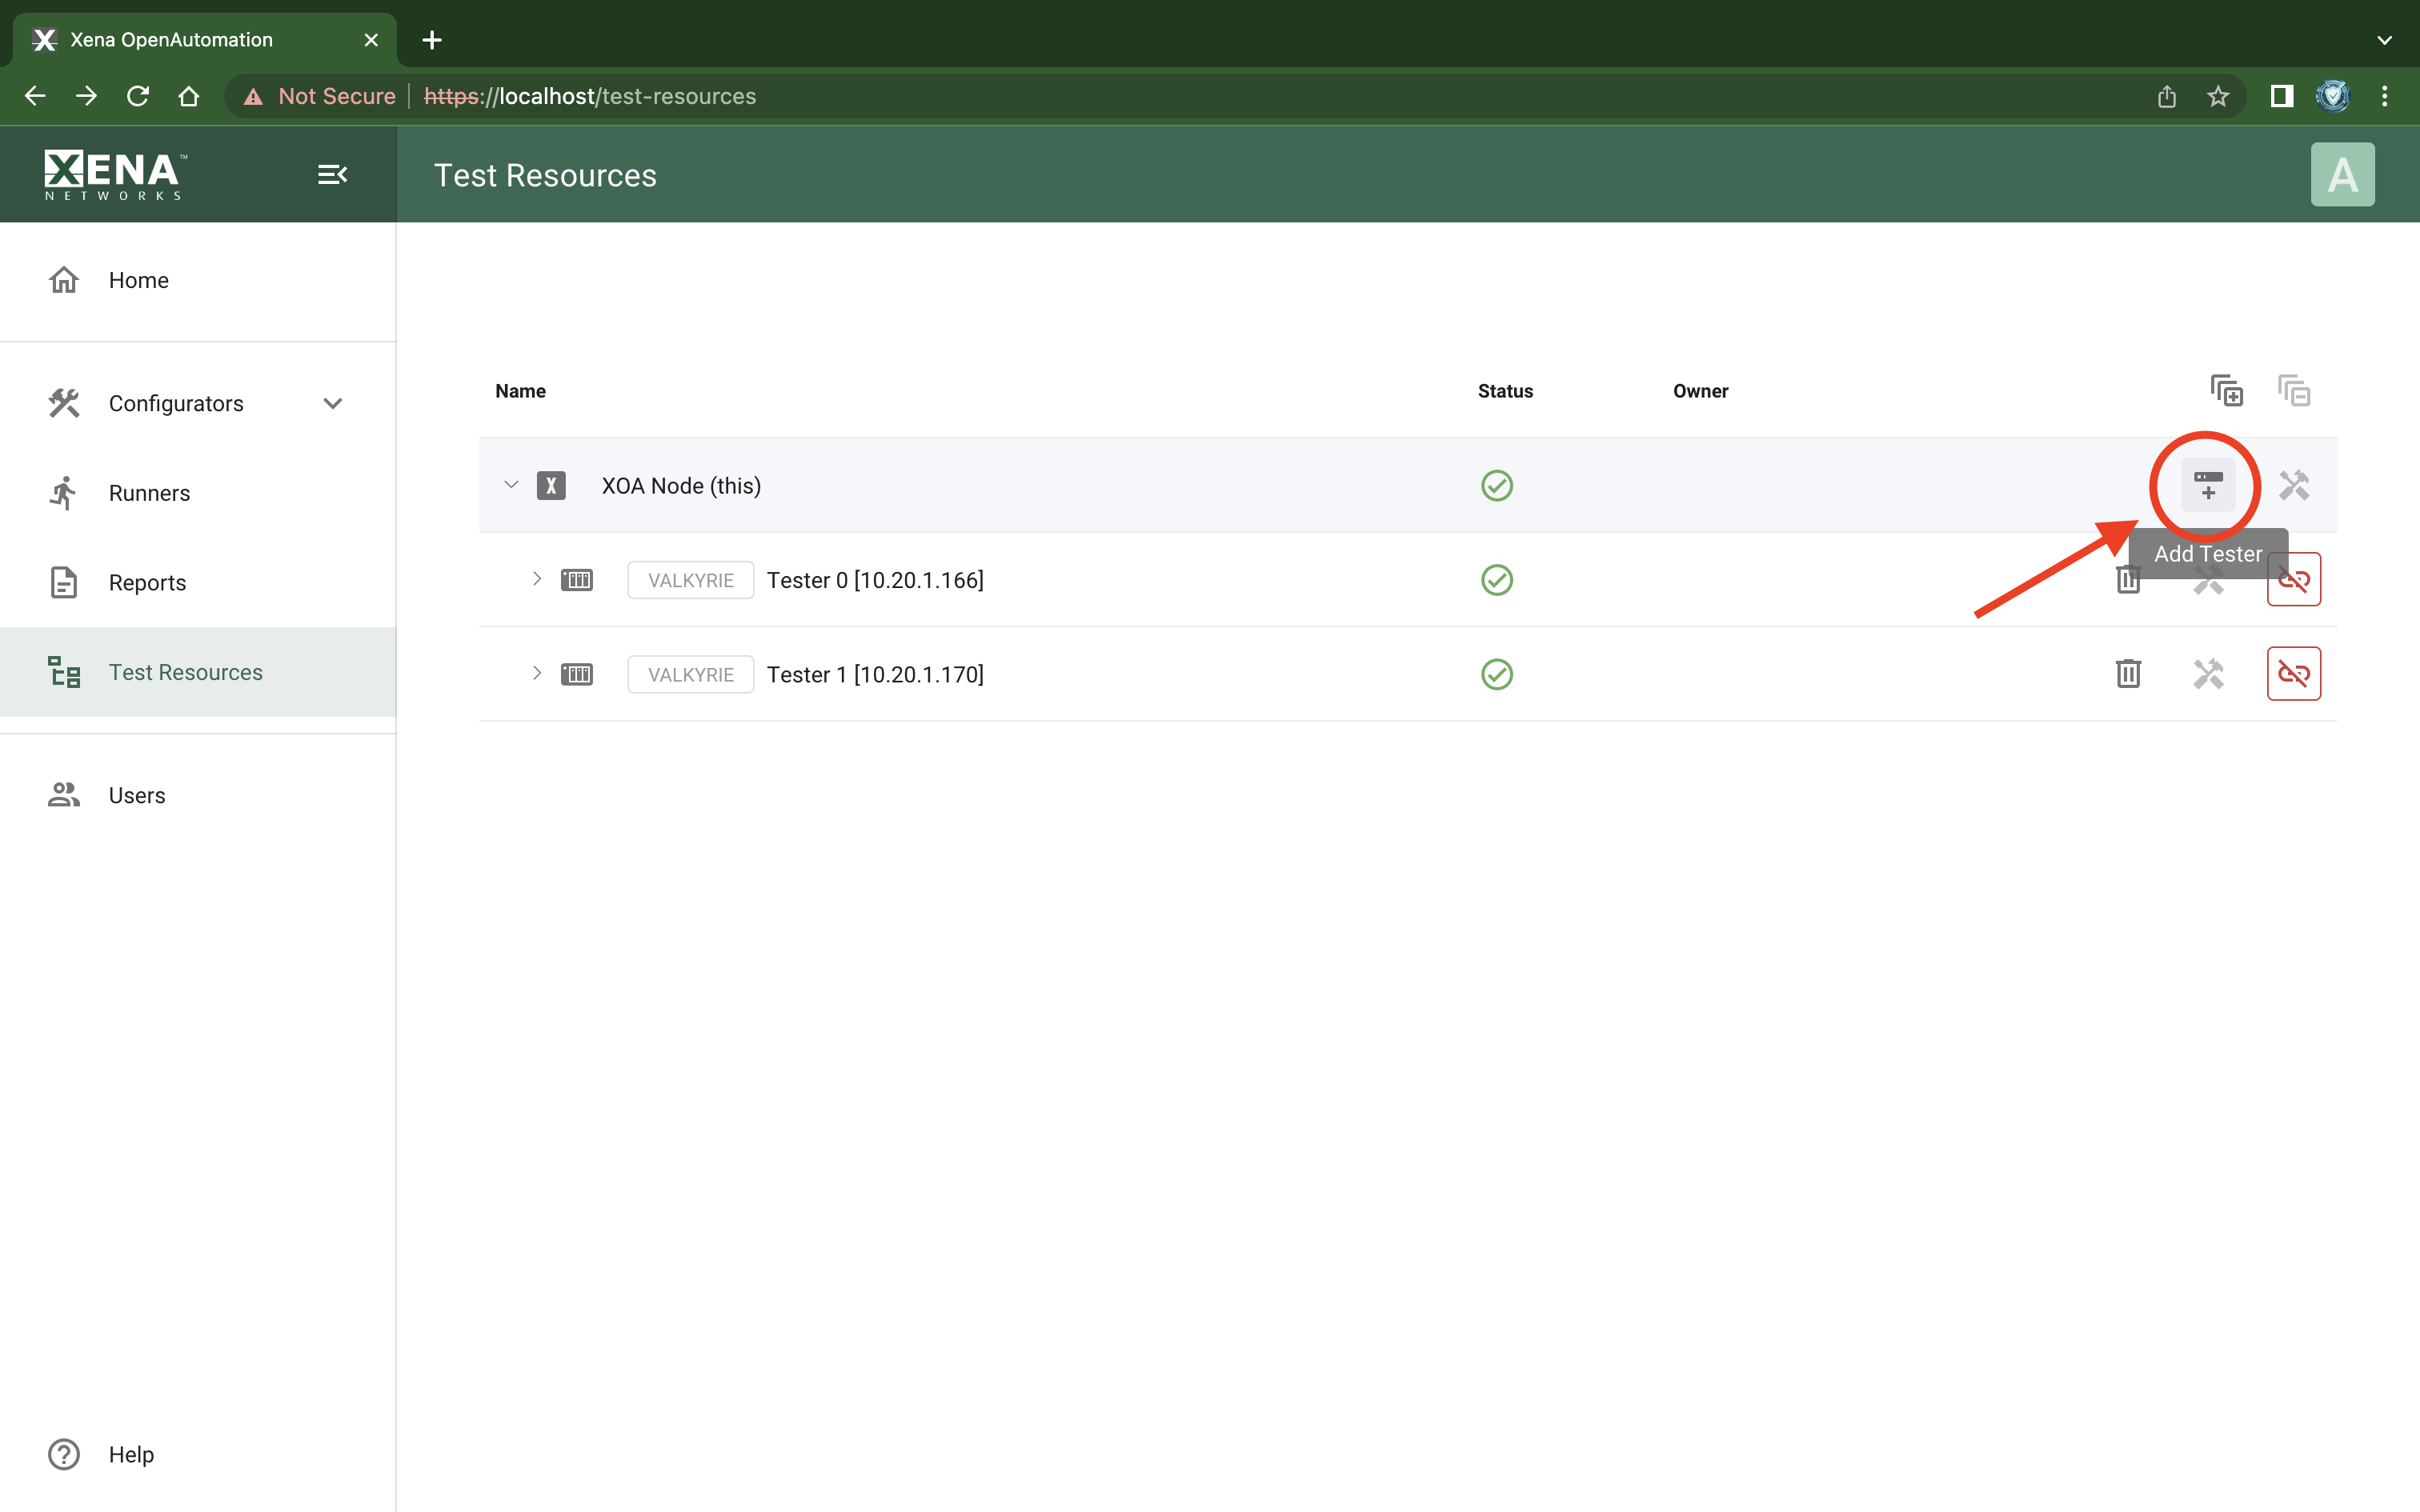 Xena OpenAutomation
Not Secure https://localhost/test-resources
XENA™
NETWORKS
Test Resources
A
Home
Configurators
Runners
Reports
Test Resources
Users
Help
Name Status Owner
X XOA Node (this)
Add Tester
VALKYRIE Tester 0 [10.20.1.166]
VALKYRIE Tester 1 [10.20.1.170]